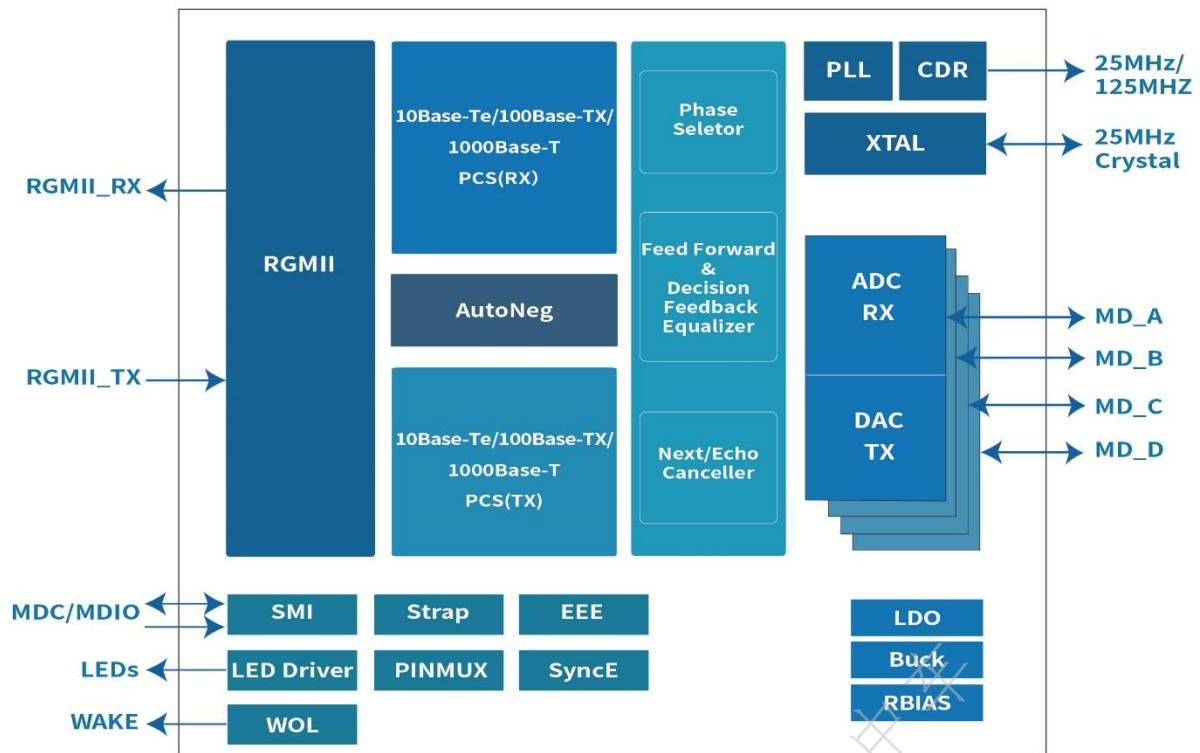 PLL
CDR
25MHz/
125MHZ
XTAL
25MHz
Crystal
RGMII_RX
RGMII_TX
RGMII
10Base-Te/100Base-TX/
1000Base-T
PCS(RX)
AutoNeg
10Base-Te/100Base-TX/
1000Base-T
PCS(TX)
Phase
Seletor
Feed Forward
&
Decision
Feedback
Equalizer
Next/Echo
Canceller
ADC
RX
DAC
TX
MD_A
MD_B
MD_C
MD_D
MDC/MDIO
SMI
Strap
EEE
LEDs
LED Driver
PINMUX
SyncE
WAKE
WOL
LDO
Buck
RBIAS